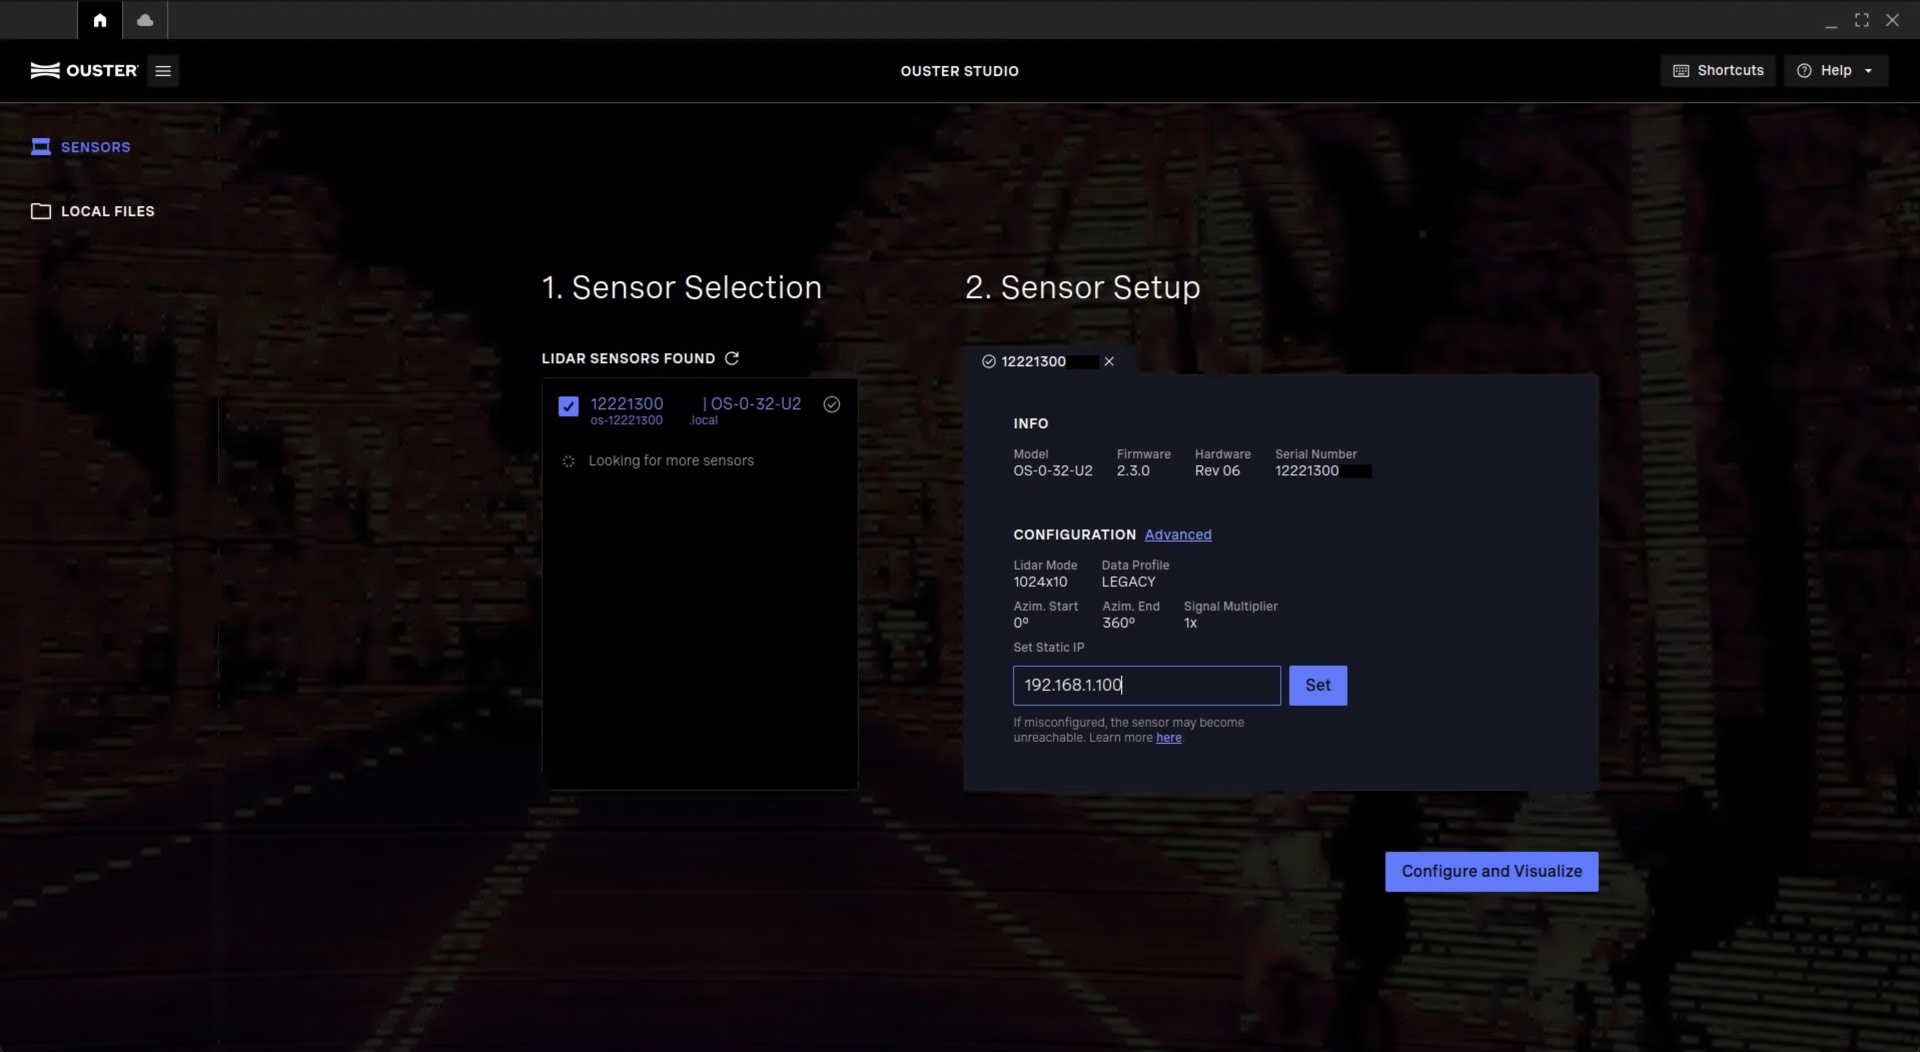 OUSTER
OUSTER STUDIO
Shortcuts
Help
SENSORS
LOCAL FILES
1. Sensor Selection
LIDAR SENSORS FOUND
12221300 | OS-0-32-U2
os-12221300 .local
Looking for more sensors
2. Sensor Setup
12221300
INFO
Model Firmware Hardware Serial Number
OS-0-32-U2 2.3.0 Rev 06 12221300
CONFIGURATION Advanced
Lidar Mode Data Profile
1024x10 LEGACY
Azim. Start Azim. End Signal Multiplier
0º 360º 1x
Set Static IP
192.168.1.100
Set
If misconfigured, the sensor may become
unreachable. Learn more here.
Configure and Visualize